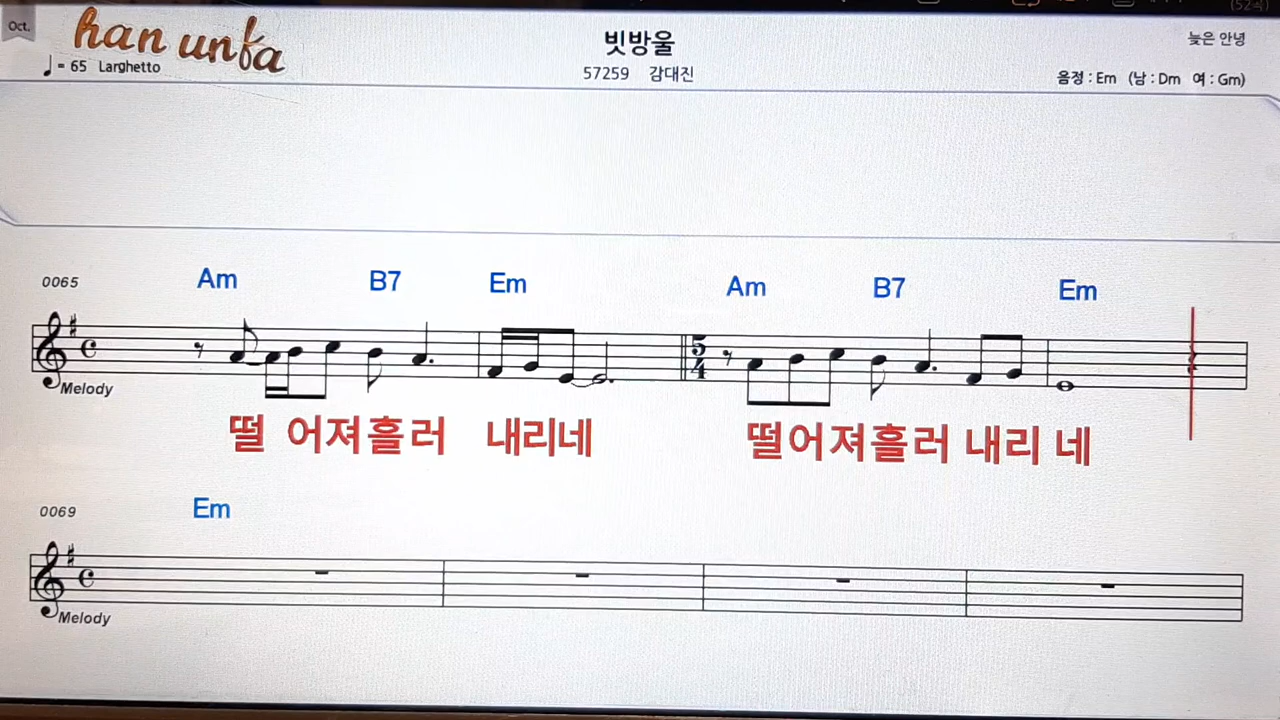 Oct.
han unfa
빗방울
늦은 안녕
♩= 65 Larghetto
57259 감대진
음정 : Em (남 : Dm 여 : Gm)
0065 Am B7 Em Am B7 Em
5
4
Melody
떨 어져흘러 내리네 떨어져흘러 내리 네
0069 Em
Melody